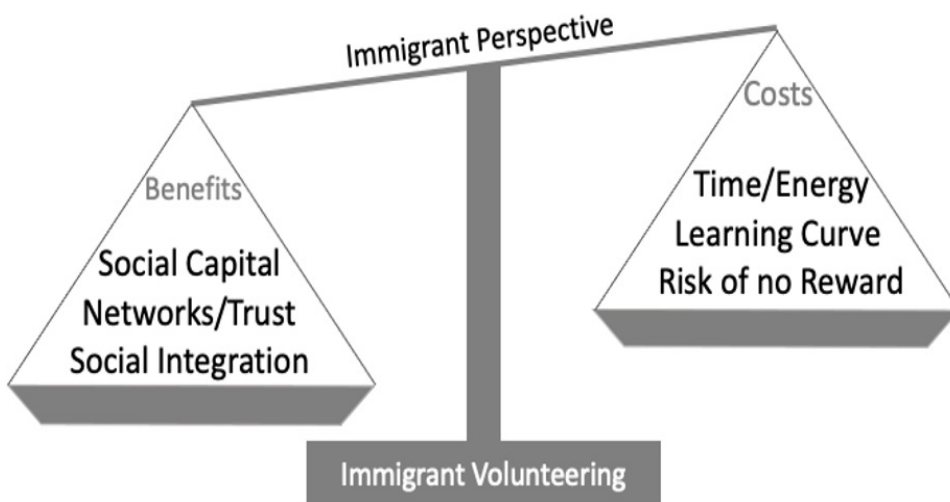 Immigrant Perspective
Benefits
Social Capital
Networks/Trust
Social Integration
Costs
Time/Energy
Learning Curve
Risk of no Reward
Immigrant Volunteering